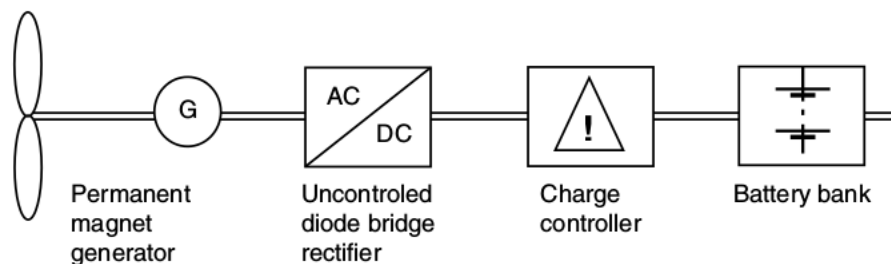 G
AC
DC
!
Permanent
magnet
generator
Uncontroled
diode bridge
rectifier
Charge
controller
Battery bank